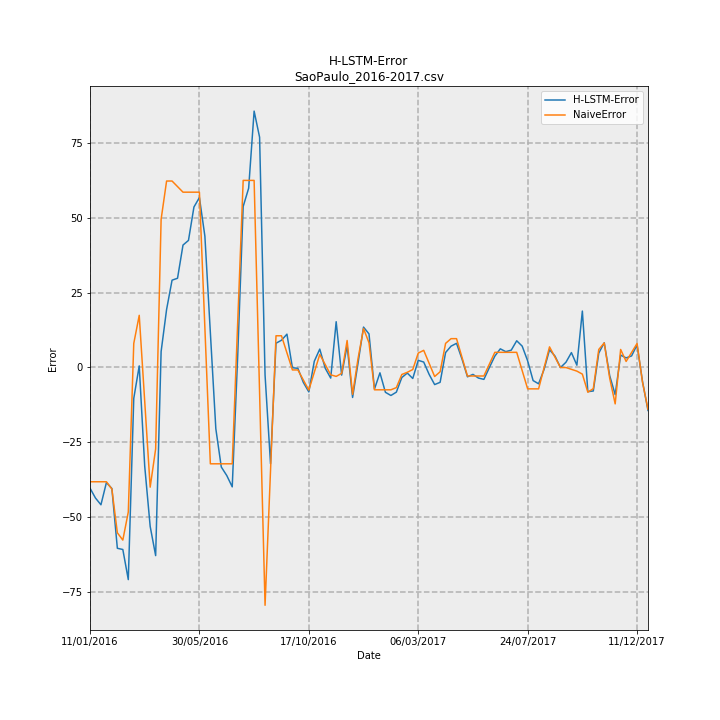 H-LSTM-Error
SaoPaulo_2016-2017.csv
H-LSTM-Error
NaiveError
75
50
25
0
−25
−50
−75
Error
11/01/2016 30/05/2016 17/10/2016 06/03/2017 24/07/2017 11/12/2017
Date